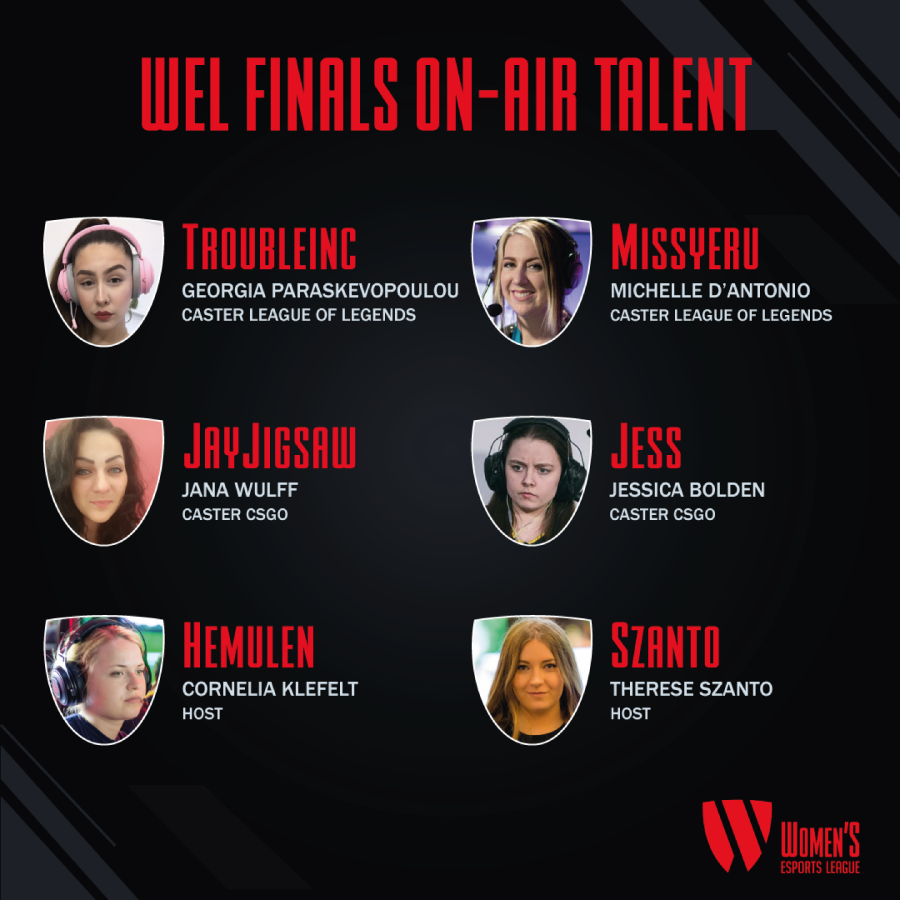 WEL FINALS ON-AIR TALENT
TROUBLEINC
GEORGIA PARASKEVOPOULOU
CASTER LEAGUE OF LEGENDS
MISSYERU
MICHELLE D'ANTONIO
CASTER LEAGUE OF LEGENDS
JAYJIGSAW
JANA WULFF
CASTER CSGO
JESS
JESSICA BOLDEN
CASTER CSGO
HEMULEN
CORNELIA KLEFELT
HOST
SZANTO
THERESE SZANTO
HOST
WOMEN'S
ESPORTS LEAGUE